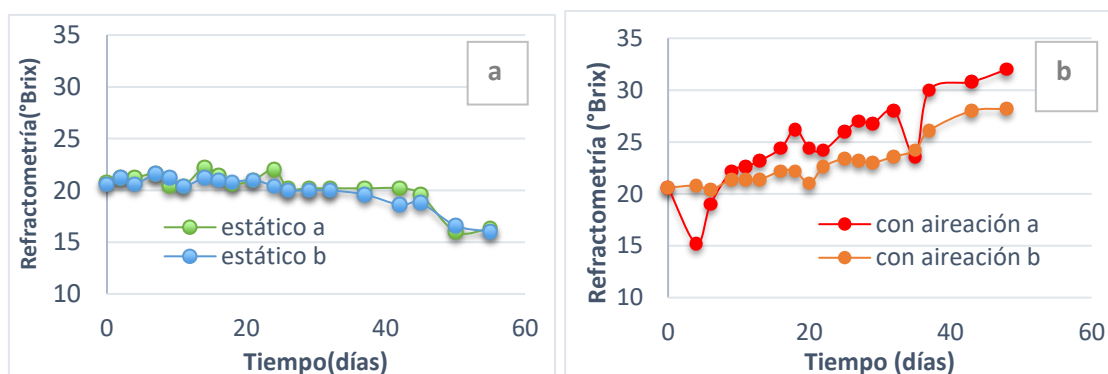 35
30
25
20
15
10
Refractometría(°Brix)
a
estático a
estático b
0
20
40
60
Tiempo(días)
35
30
25
20
15
10
Refractometría (°Brix)
b
con aireación a
con aireación b
0
20
40
60
Tiempo (días)